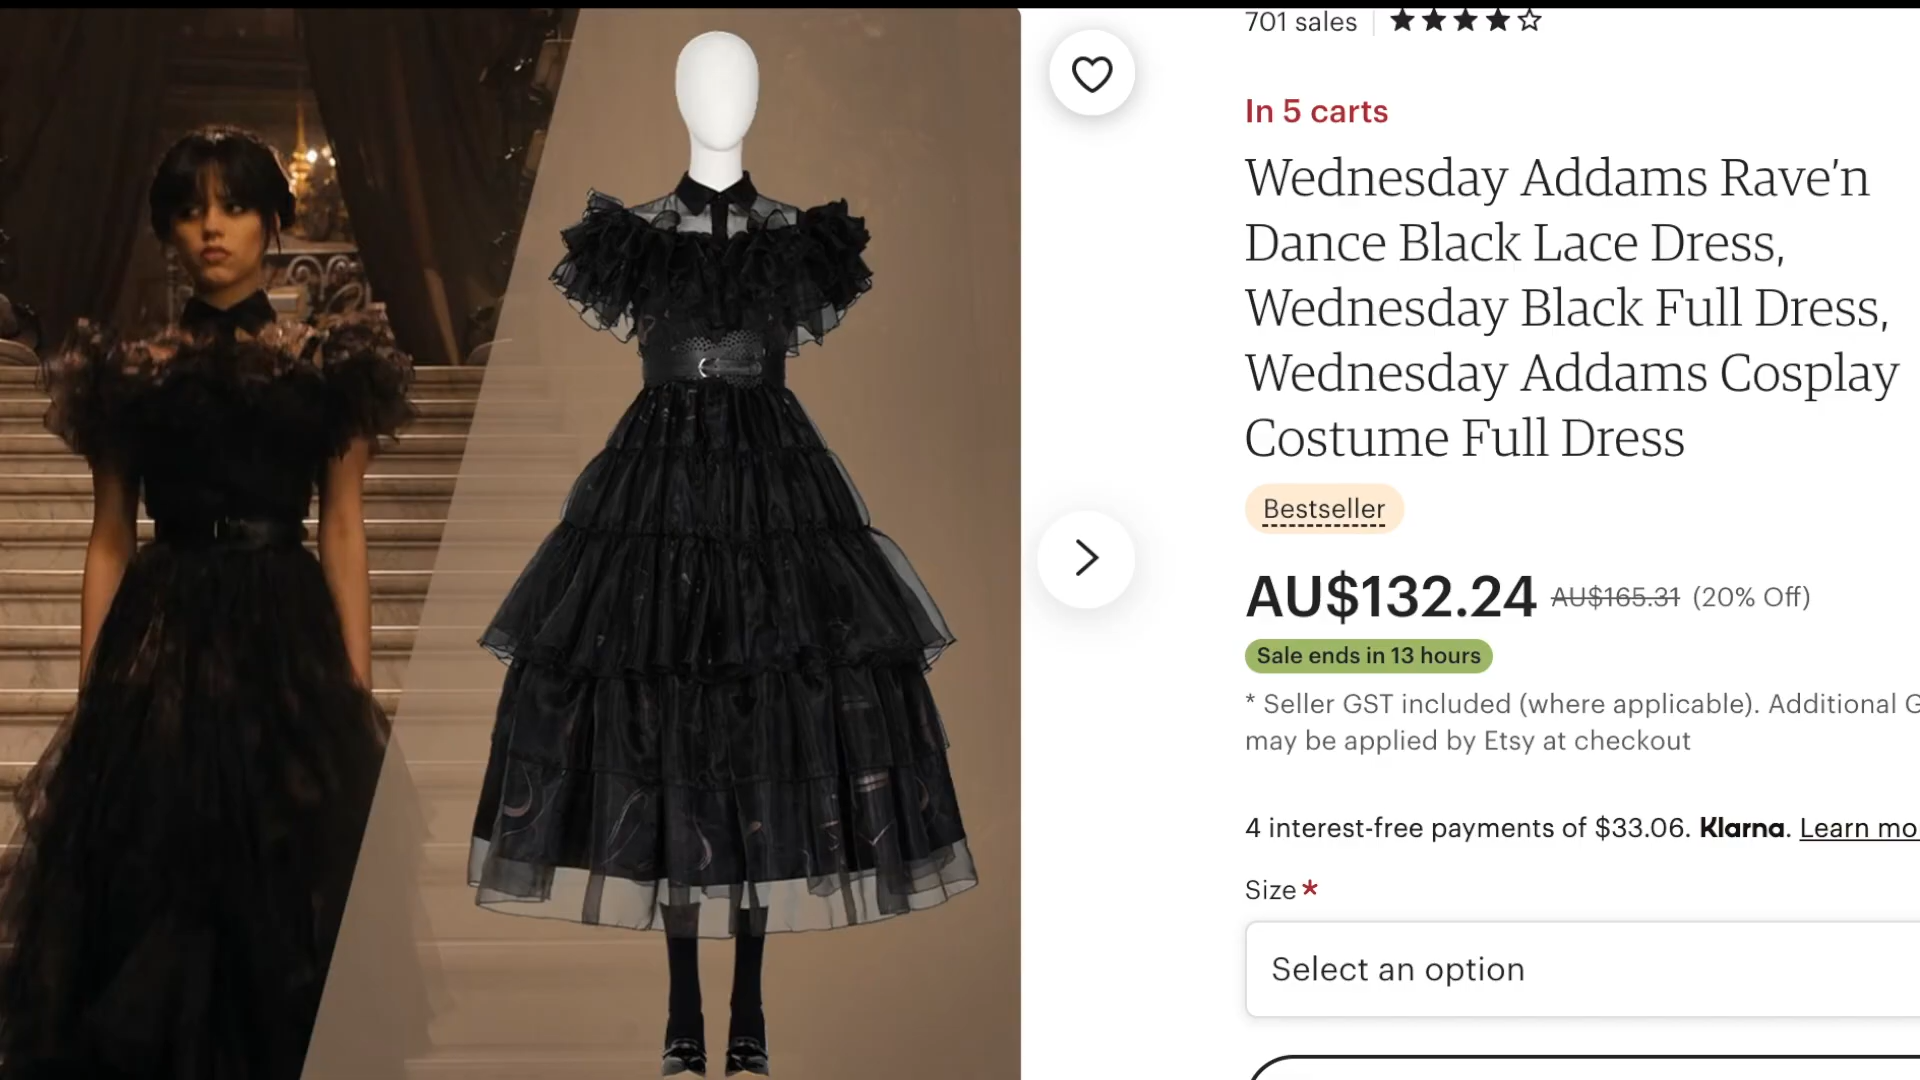 701 sales
In 5 carts
Wednesday Addams Rave’n
Dance Black Lace Dress,
Wednesday Black Full Dress,
Wednesday Addams Cosplay
Costume Full Dress
Bestseller
AU$132.24 AU$165.31 (20% Off)
Sale ends in 13 hours
* Seller GST included (where applicable). Additional G
may be applied by Etsy at checkout
4 interest-free payments of $33.06. Klarna. Learn mo
Size *
Select an option